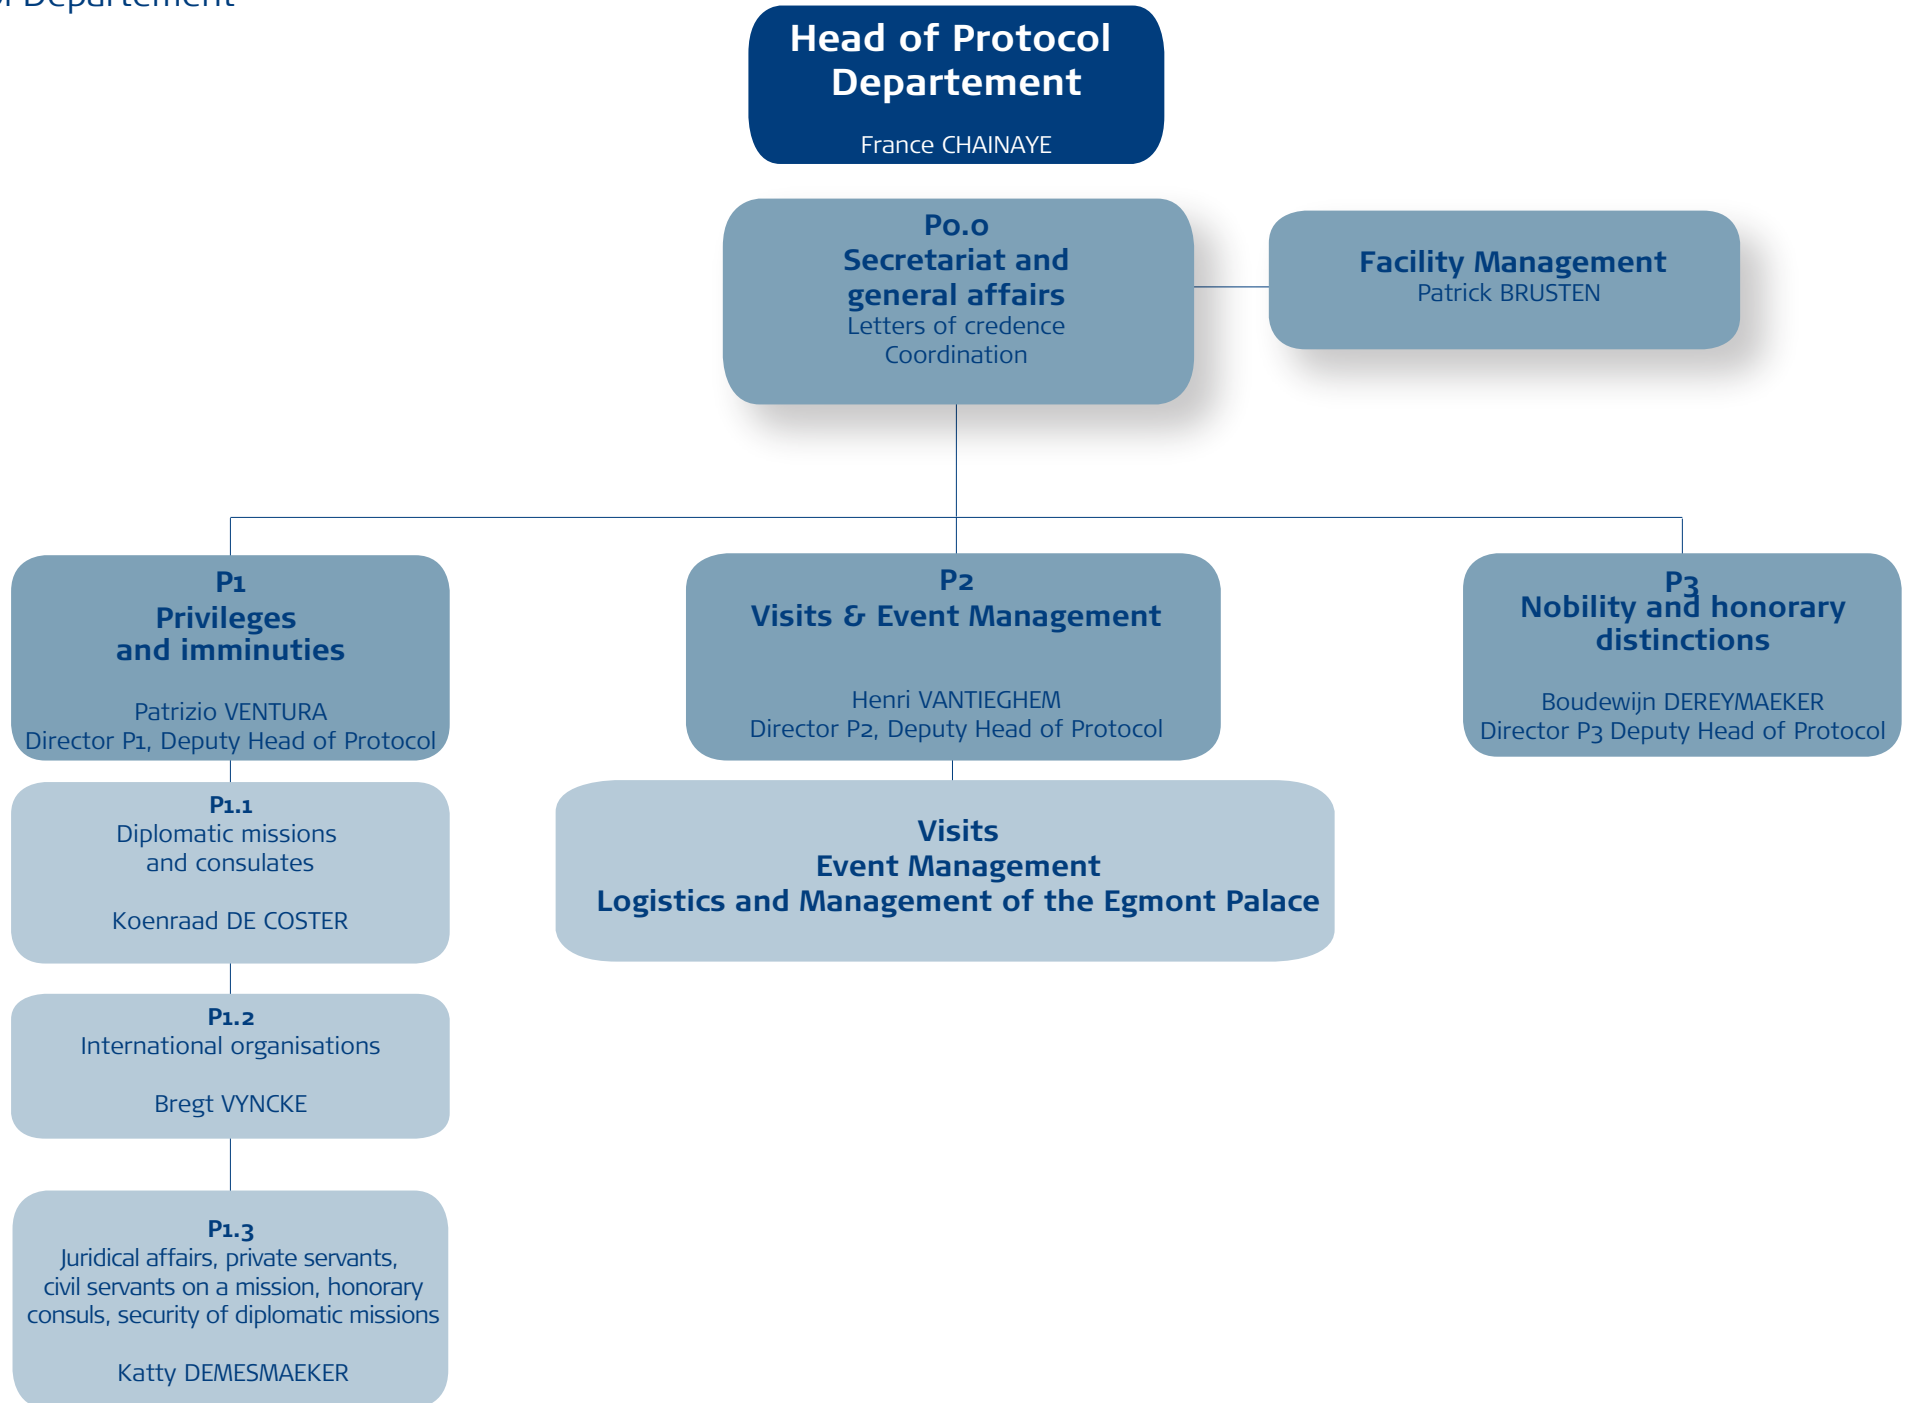 Departement
Head of Protocol
Departement
France CHAINAYE
P0.0
Secretariat and
general affairs
Letters of credence
Coordination
Facility Management
Patrick BRUSTEN
P1
Privileges
and imminuties
Patrizio VENTURA
Director P1, Deputy Head of Protocol
P2
Visits & Event Management
Henri VANTIEGHEM
Director P2, Deputy Head of Protocol
P3
Nobility and honorary
distinctions
Boudewijn DEREYMAEKER
Director P3 Deputy Head of Protocol
P1.1
Diplomatic missions
and consulates
Koenraad DE COSTER
Visits
Event Management
Logistics and Management of the Egmont Palace
P1.2
International organisations
Bregt VYNCKE
P1.3
Juridical affairs, private servants,
civil servants on a mission, honorary
consuls, security of diplomatic missions
Katty DEMESMAEKER